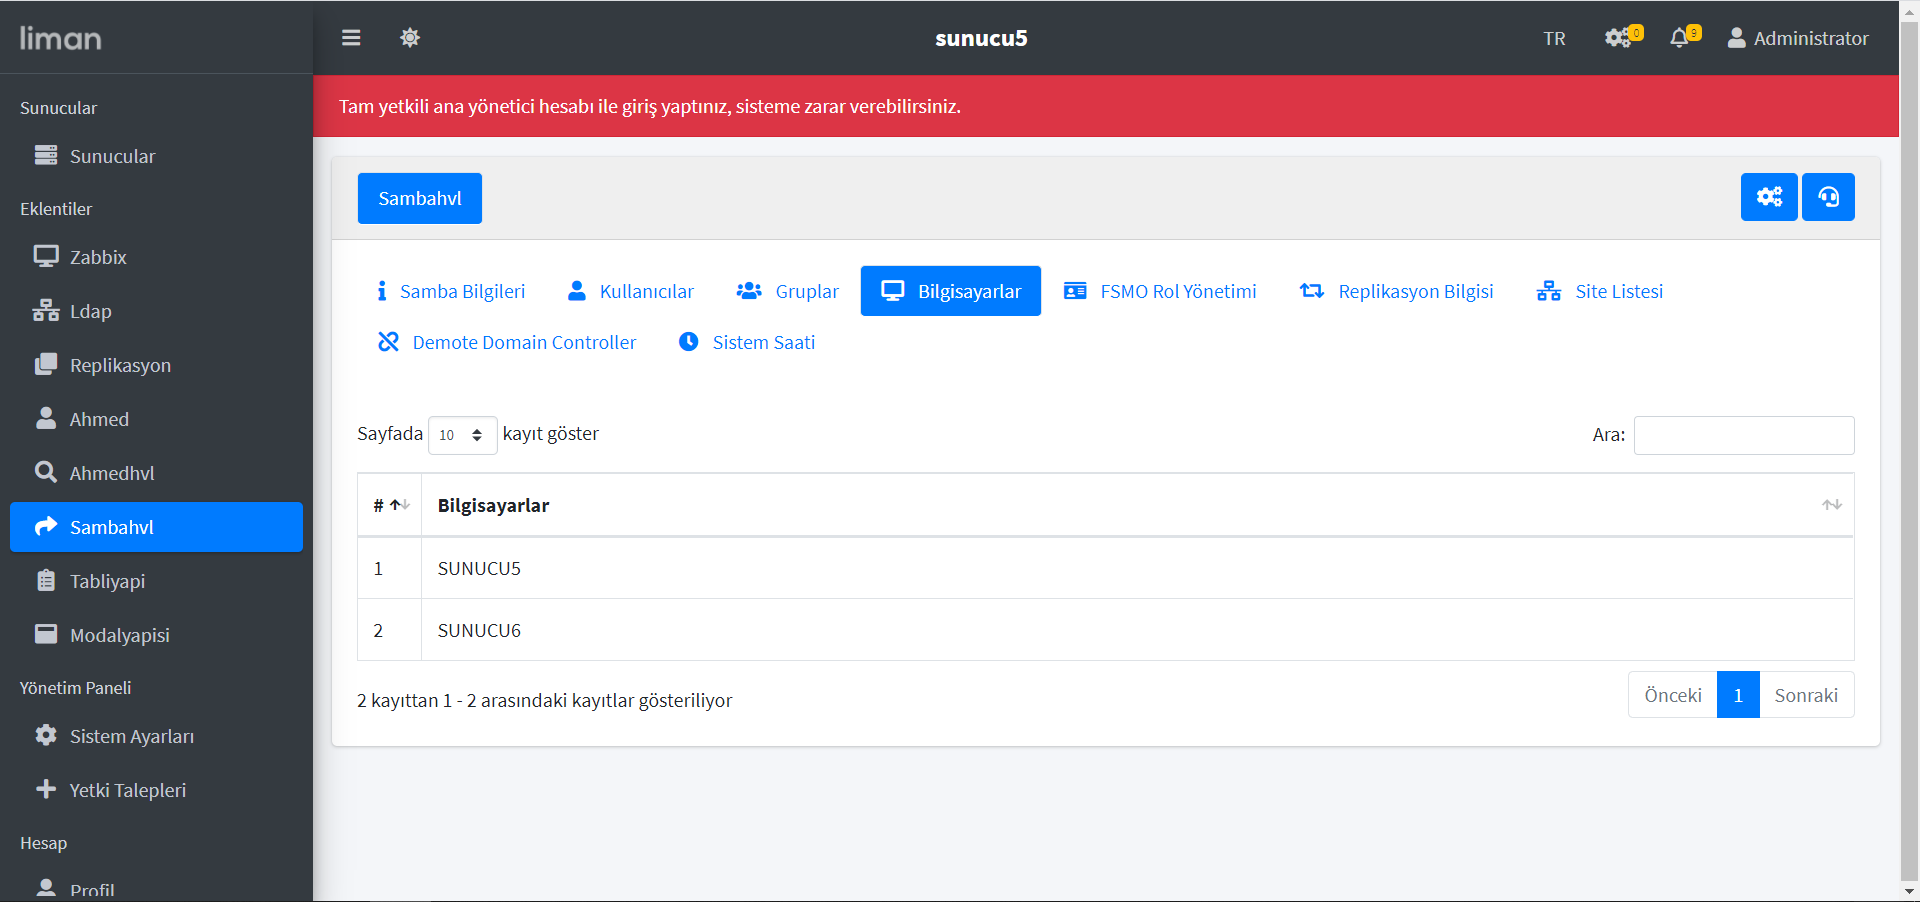 liman
sunucu5
TR
0
9
Administrator
Tam yetkili ana yönetici hesabı ile giriş yaptınız, sisteme zarar verebilirsiniz.
Sunucular
Sunucular
Eklentiler
Zabbix
Ldap
Replikasyon
Ahmed
Ahmedhvl
Sambahvl
Tabliyapi
Modalyapisi
Yönetim Paneli
Sistem Ayarları
Yetki Talepleri
Hesap
Profil
Sambahvl
Samba Bilgileri
Kullanıcılar
Gruplar
Bilgisayarlar
FSMO Rol Yönetimi
Replikasyon Bilgisi
Site Listesi
Demote Domain Controller
Sistem Saati
Sayfada 10 kayıt göster
Ara:
# Bilgisayarlar
1 SUNUCU5
2 SUNUCU6
2 kayıttan 1 - 2 arasındaki kayıtlar gösteriliyor
Önceki 1 Sonraki